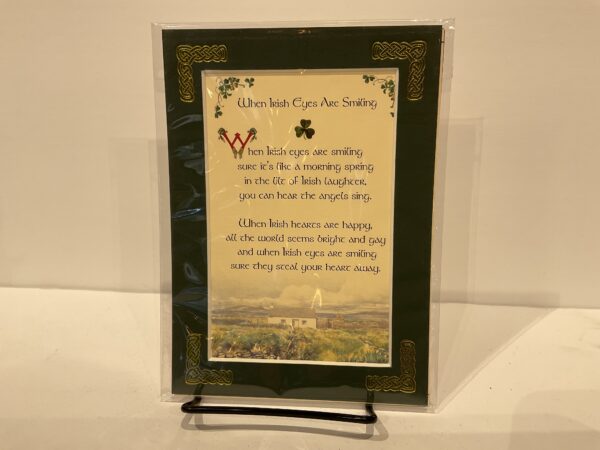 When Irish Eyes Are Smiling
When Irish eyes are smiling
sure it's like a morning spring
in the lilt of Irish laughter,
you can hear the angels sing.
When Irish hearts are happy,
all the world seems bright and gay
and when Irish eyes are smiling
sure they steal your heart away.